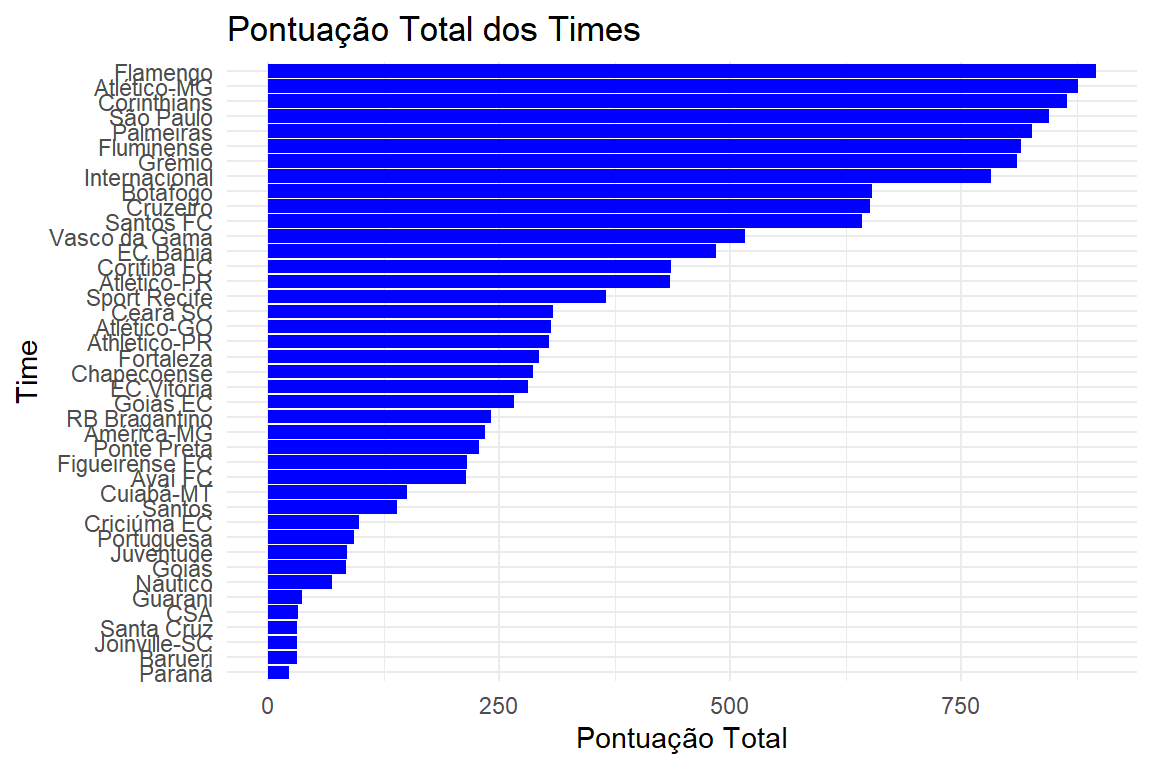 Pontuação Total dos Times
Flamengo
Atlético-MG
Corinthians
São Paulo
Palmeiras
Fluminense
Grêmio
Internacional
Botafogo
Cruzeiro
Santos FC
Vasco da Gama
EC Bahia
Coritiba FC
Atlético-PR
Sport Recife
Ceará SC
Atlético-GO
Athletico-PR
Fortaleza
Chapecoense
EC Vitória
Goiás EC
RB Bragantino
América-MG
Ponte Preta
Figueirense FC
Avaí FC
Cuiabá-MT
Santos
Criciúma EC
Portuguesa
Juventude
Goiás
Náutico
Guarani
CSA
Santa Cruz
Joinville-SC
Barueri
Paraná
Time
0 250 500 750
Pontuação Total